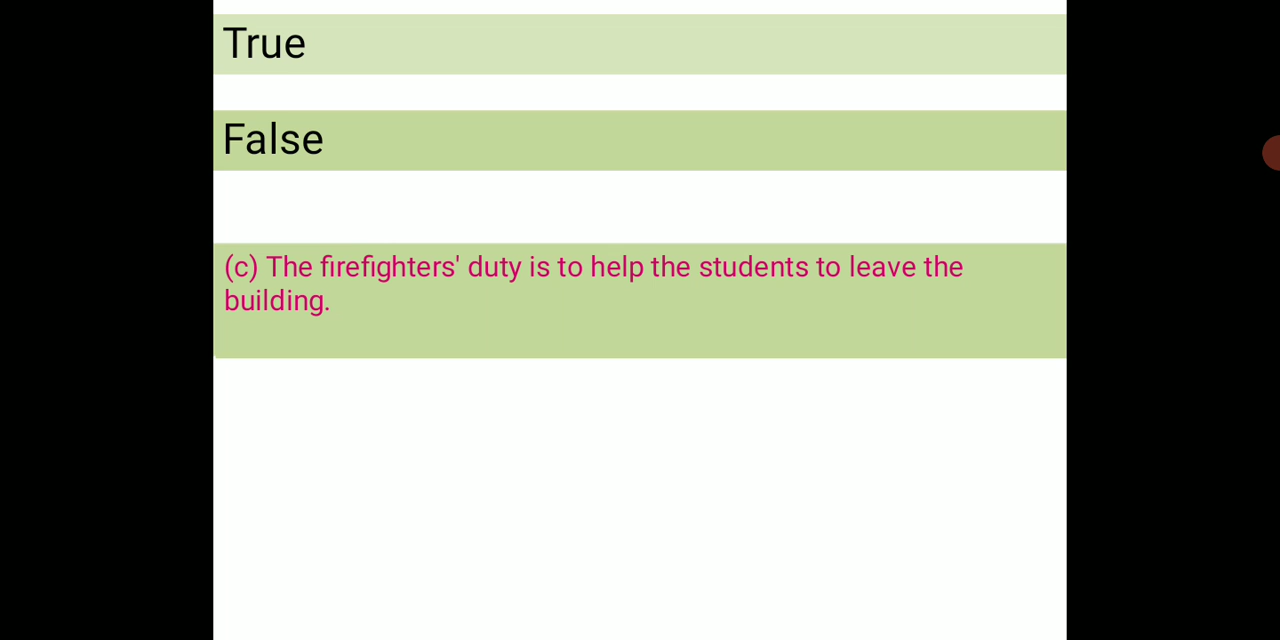 True
False
(c) The firefighters' duty is to help the students to leave the
building.